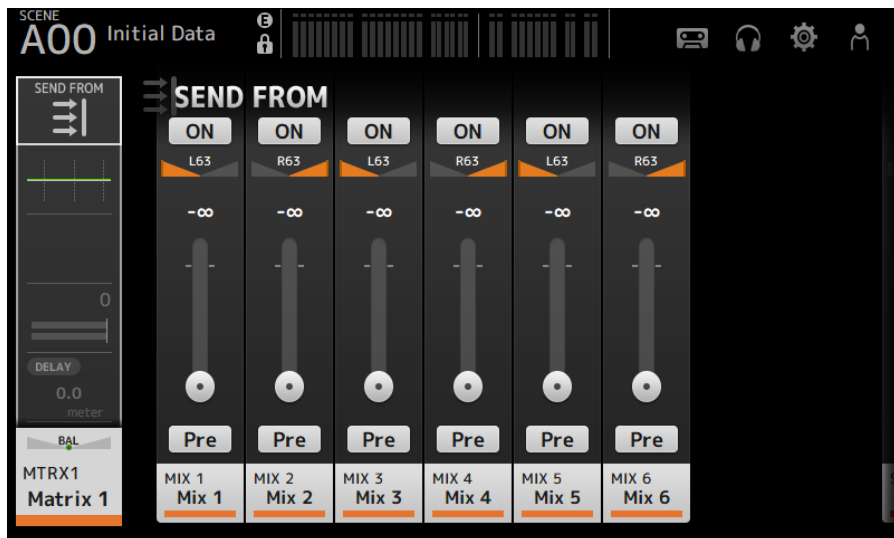 SCENE
A00 Initial Data
E
SEND FROM
SEND FROM
ON ON ON ON ON ON
L63 R63 L63 R63 L63 R63
-∞ -∞ -∞ -∞ -∞ -∞
0
DELAY
0.0
meter
Pre Pre Pre Pre Pre Pre
BAL
MTRX1
Matrix 1
MIX 1 MIX 2 MIX 3 MIX 4 MIX 5 MIX 6
Mix 1 Mix 2 Mix 3 Mix 4 Mix 5 Mix 6